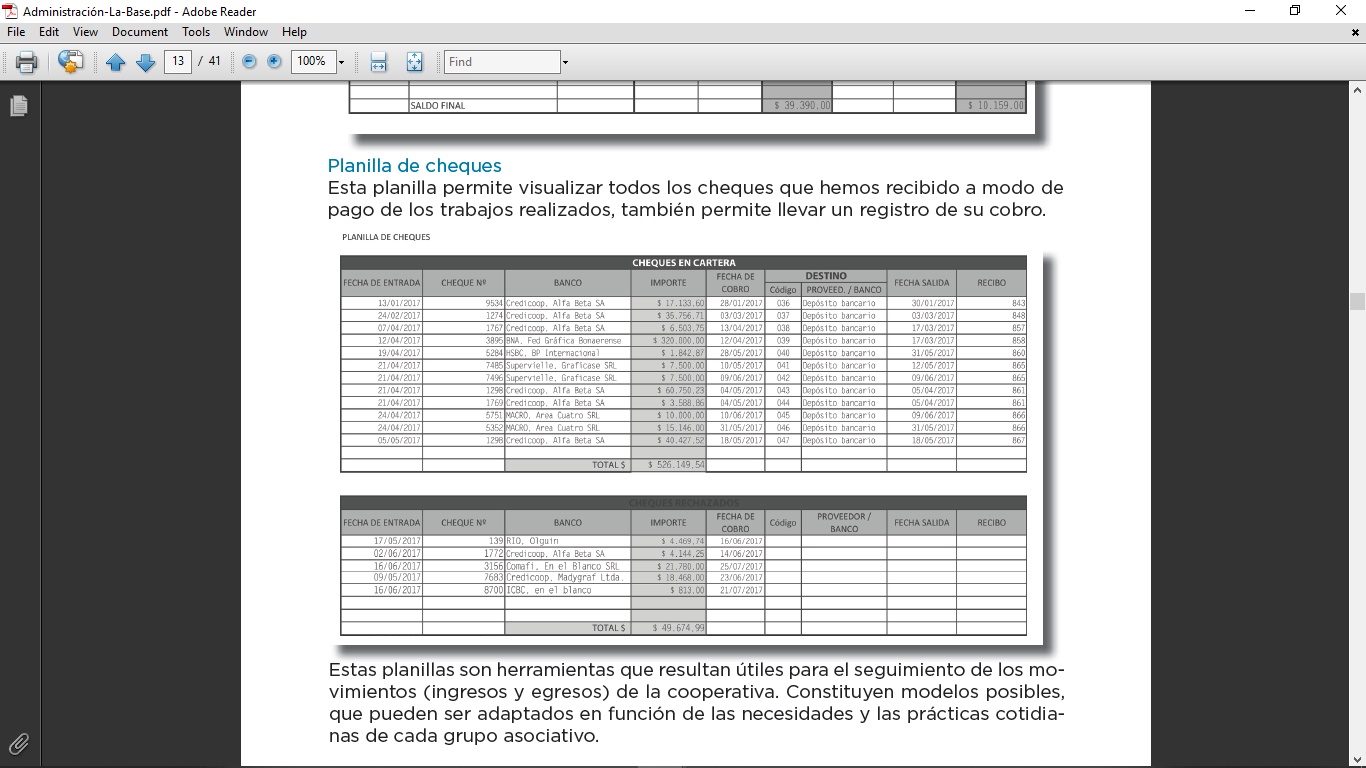 Administración-La-Base.pdf - Adobe Reader
File Edit View Document Tools Window Help
13 / 41 100% Find
SALDO FINAL $ 39.390,00 $ 10.159,00
Planilla de cheques
Esta planilla permite visualizar todos los cheques que hemos recibido a modo de
pago de los trabajos realizados, también permite llevar un registro de su cobro.
PLANILLA DE CHEQUES
CHEQUES EN CARTERA
FECHA DE ENTRADA CHEQUE Nº BANCO IMPORTE FECHA DE COBRO DESTINO Código PROVEED. / BANCO FECHA SALIDA RECIBO
13/01/2017 9534 Credicoop, Alfa Beta SA $ 17.133,60 28/01/2017 036 Depósito bancario 30/01/2017 843
24/02/2017 1274 Credicoop, Alfa Beta SA $ 35.756,71 03/03/2017 037 Depósito bancario 03/03/2017 848
07/04/2017 1767 Credicoop, Alfa Beta SA $ 6.503,75 13/04/2017 038 Depósito bancario 17/03/2017 857
12/04/2017 3895 BNA, Fed Gráfica Bonaerense $ 320.000,00 12/04/2017 039 Depósito bancario 17/03/2017 858
19/04/2017 5284 HSBC, BP Internacional $ 1.842,87 28/05/2017 040 Depósito bancario 31/05/2017 860
21/04/2017 7485 Supervielle, Graficase SRL $ 7.500,00 10/05/2017 041 Depósito bancario 12/05/2017 865
21/04/2017 7496 Supervielle, Graficase SRL $ 7.500,00 09/06/2017 042 Depósito bancario 09/06/2017 865
21/04/2017 1298 Credicoop, Alfa Beta SA $ 60.750,23 04/05/2017 043 Depósito bancario 05/04/2017 861
21/04/2017 1769 Credicoop, Alfa Beta SA $ 3.588,86 04/05/2017 044 Depósito bancario 05/04/2017 861
24/04/2017 5751 MACRO, Area Cuatro SRL $ 10.000,00 10/06/2017 045 Depósito bancario 09/06/2017 866
24/04/2017 5352 MACRO, Area Cuatro SRL $ 15.146,00 31/05/2017 046 Depósito bancario 31/05/2017 866
05/05/2017 1298 Credicoop, Alfa Beta SA $ 40.427,52 18/05/2017 047 Depósito bancario 18/05/2017 867
TOTAL $ $ 526.149,54
CHEQUES RECHAZADOS
FECHA DE ENTRADA CHEQUE Nº BANCO IMPORTE FECHA DE COBRO Código PROVEEDOR / BANCO FECHA SALIDA RECIBO
17/05/2017 139 RIO, Olguin $ 4.469,74 16/06/2017
02/06/2017 1772 Credicoop, Alfa Beta SA $ 4.144,25 14/06/2017
16/06/2017 3156 Comafi, En el Blanco SRL $ 21.780,00 25/07/2017
09/05/2017 7683 Credicoop, Madygraf Ltda. $ 18.468,00 23/06/2017
16/06/2017 8700 ICBC, en el blanco $ 813,00 21/07/2017
TOTAL $ $ 49.674,99
Estas planillas son herramientas que resultan útiles para el seguimiento de los mo-
vimientos (ingresos y egresos) de la cooperativa. Constituyen modelos posibles,
que pueden ser adaptados en función de las necesidades y las prácticas cotidia-
nas de cada grupo asociativo.